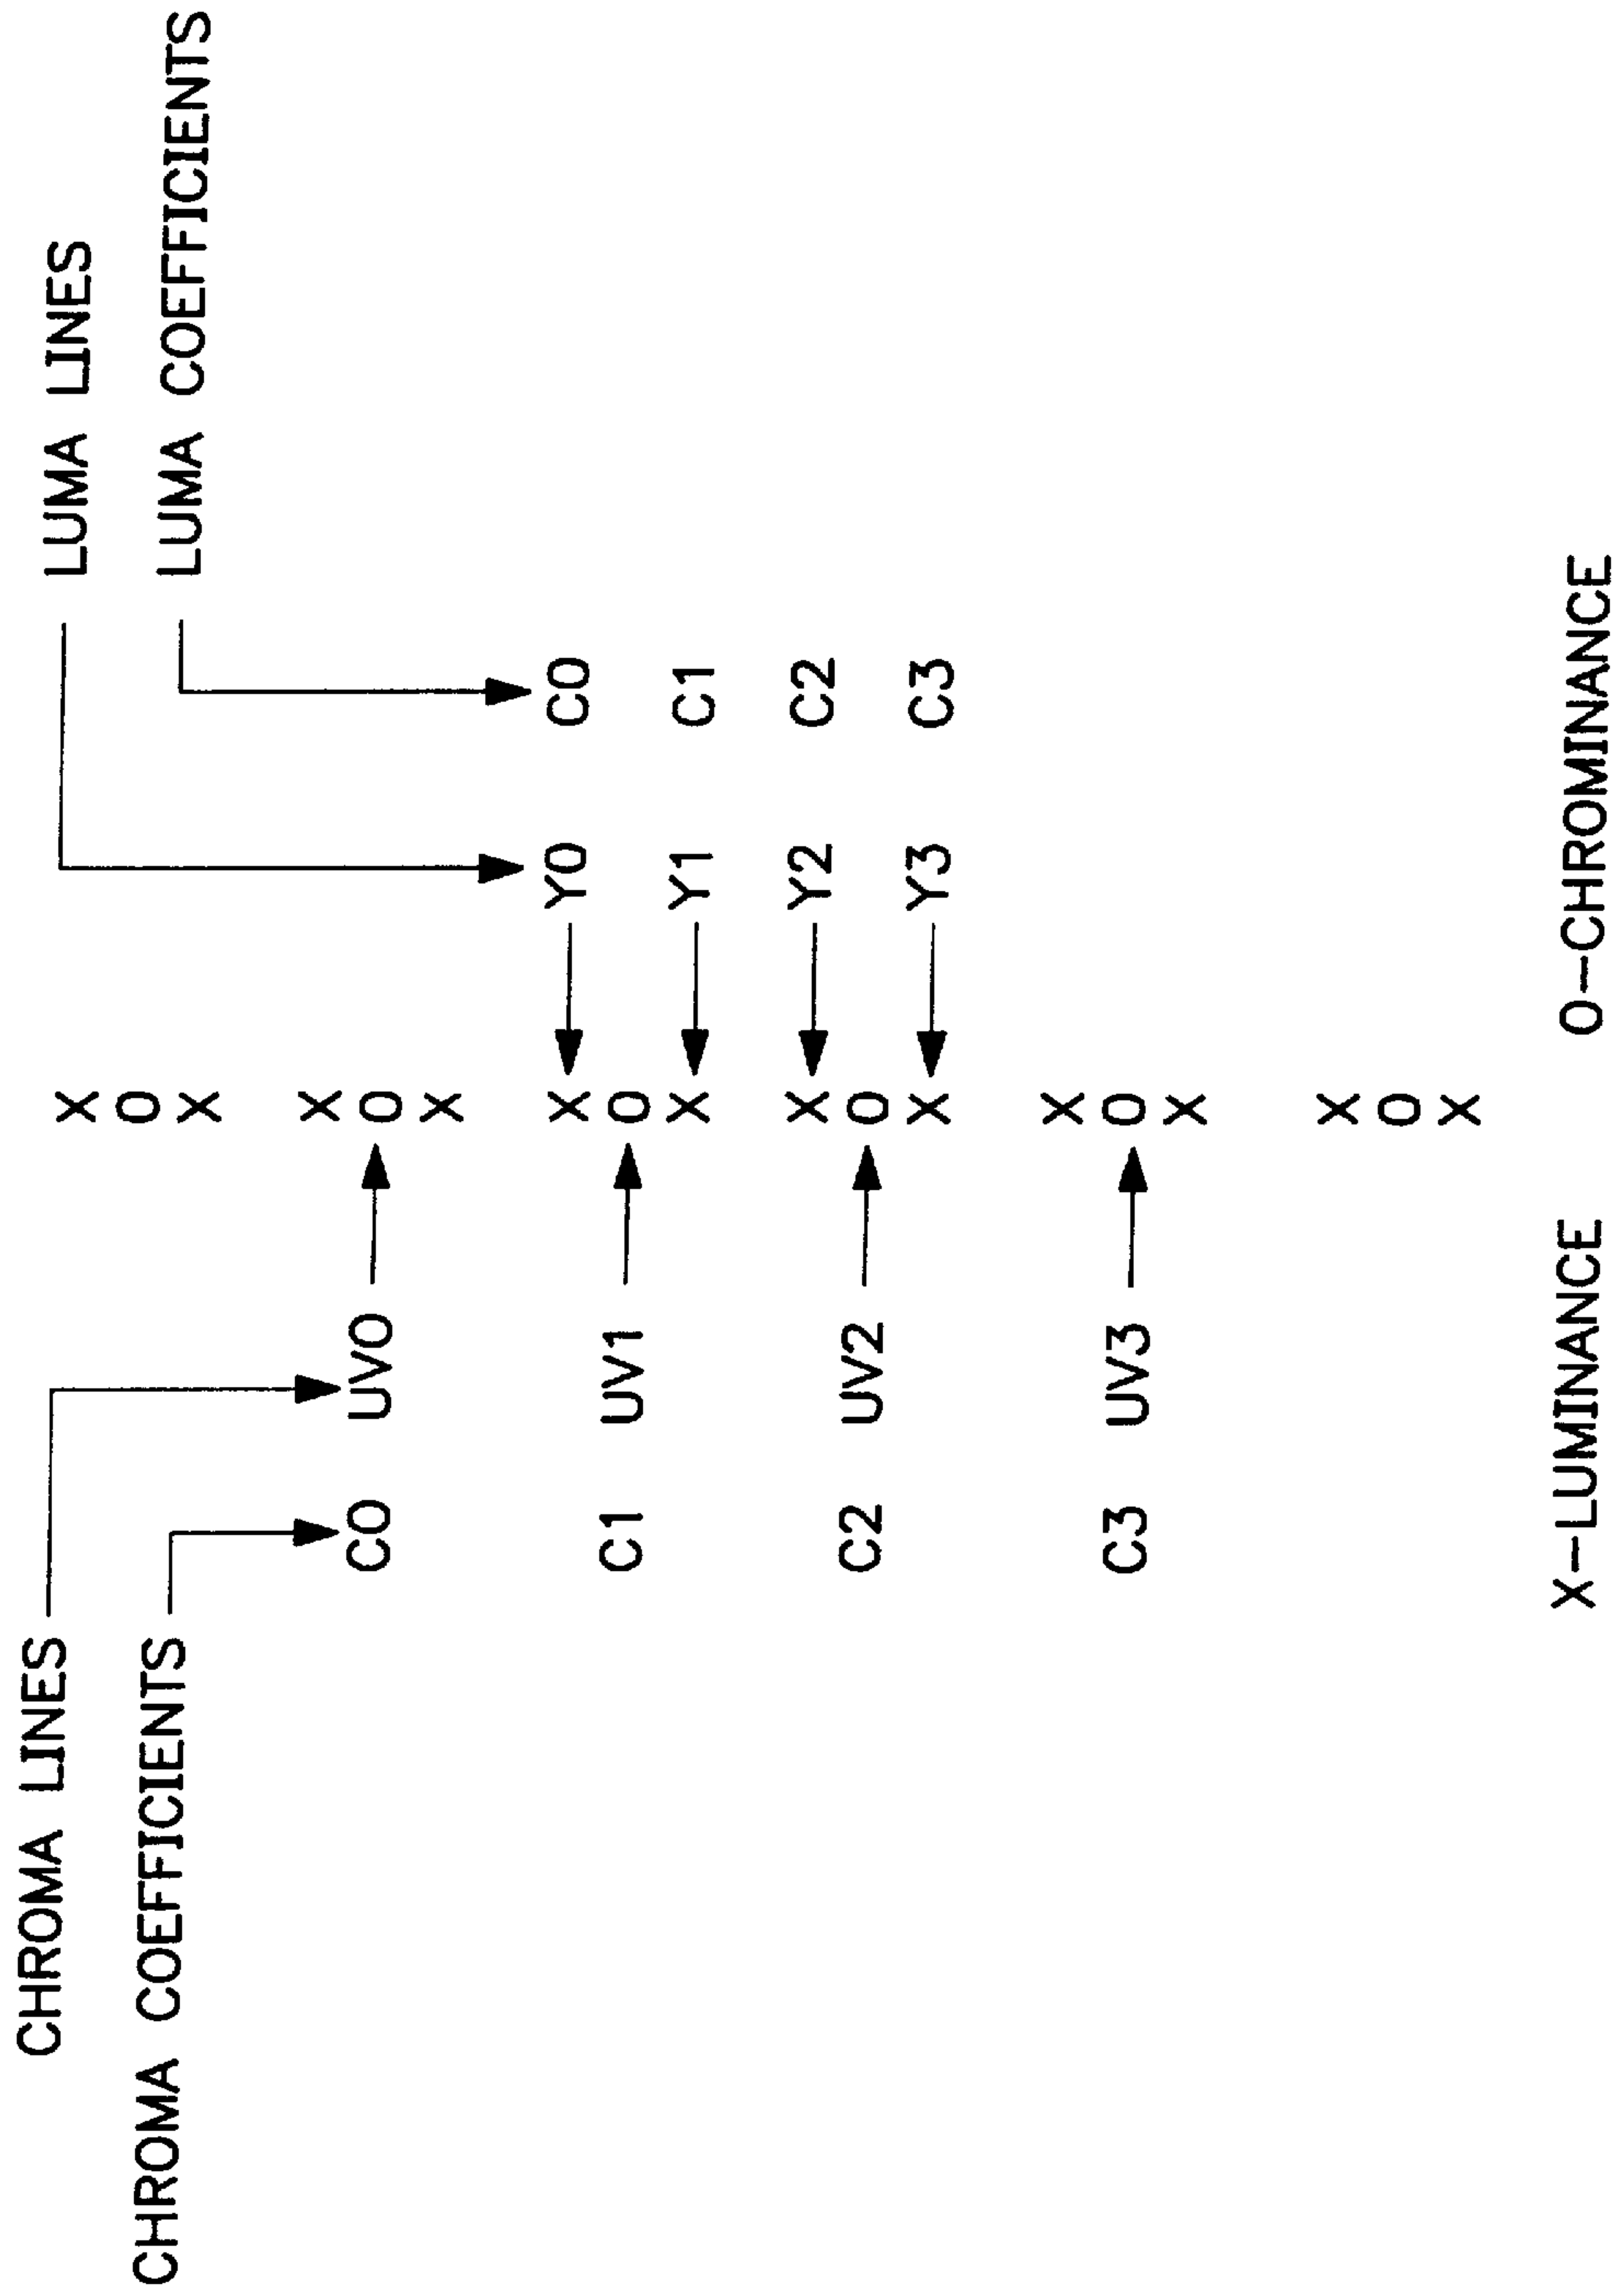 CHROMA LINES LUMA LINES
X
O
CHROMA COEFFICIENTS LUMA COEFFICIENTS
X
X
C0 UV0 O
X
X Y0 C0
C1 UV1 O
X Y1 C1
X Y2 C2
C2 UV2 O
X Y3 C3
X
C3 UV3 O
X
X
O
X
X-LUMINANCE O-CHROMINANCE